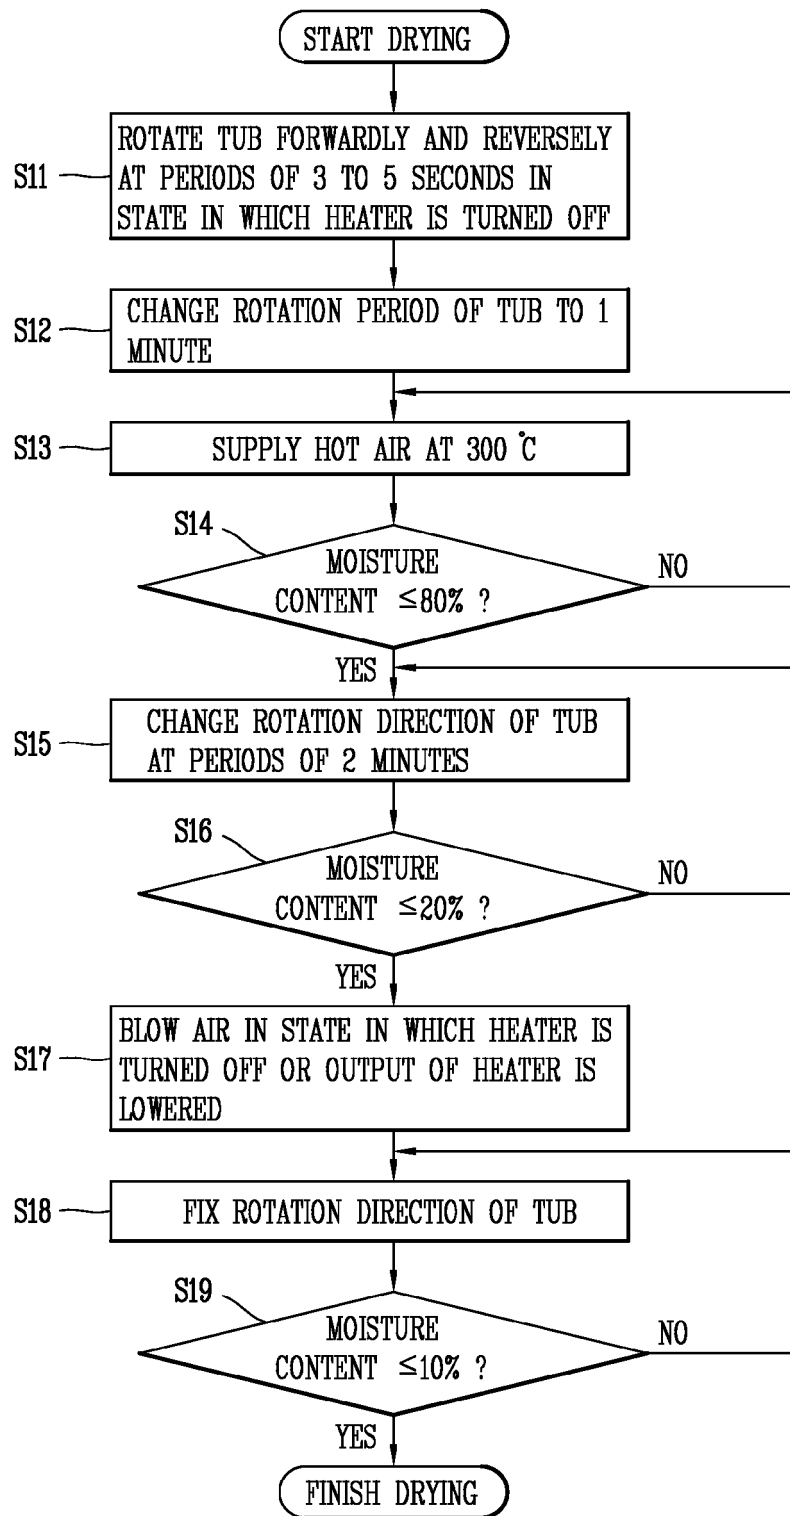 START DRYING
S11
ROTATE TUB FORWARDLY AND REVERSELY
AT PERIODS OF 3 TO 5 SECONDS IN
STATE IN WHICH HEATER IS TURNED OFF
S12
CHANGE ROTATION PERIOD OF TUB TO 1
MINUTE
S13
SUPPLY HOT AIR AT 300 ℃
S14
MOISTURE
CONTENT ≤80% ?
NO
YES
S15
CHANGE ROTATION DIRECTION OF TUB
AT PERIODS OF 2 MINUTES
S16
MOISTURE
CONTENT ≤20% ?
NO
YES
S17
BLOW AIR IN STATE IN WHICH HEATER IS
TURNED OFF OR OUTPUT OF HEATER IS
LOWERED
S18
FIX ROTATION DIRECTION OF TUB
S19
MOISTURE
CONTENT ≤10% ?
NO
YES
FINISH DRYING